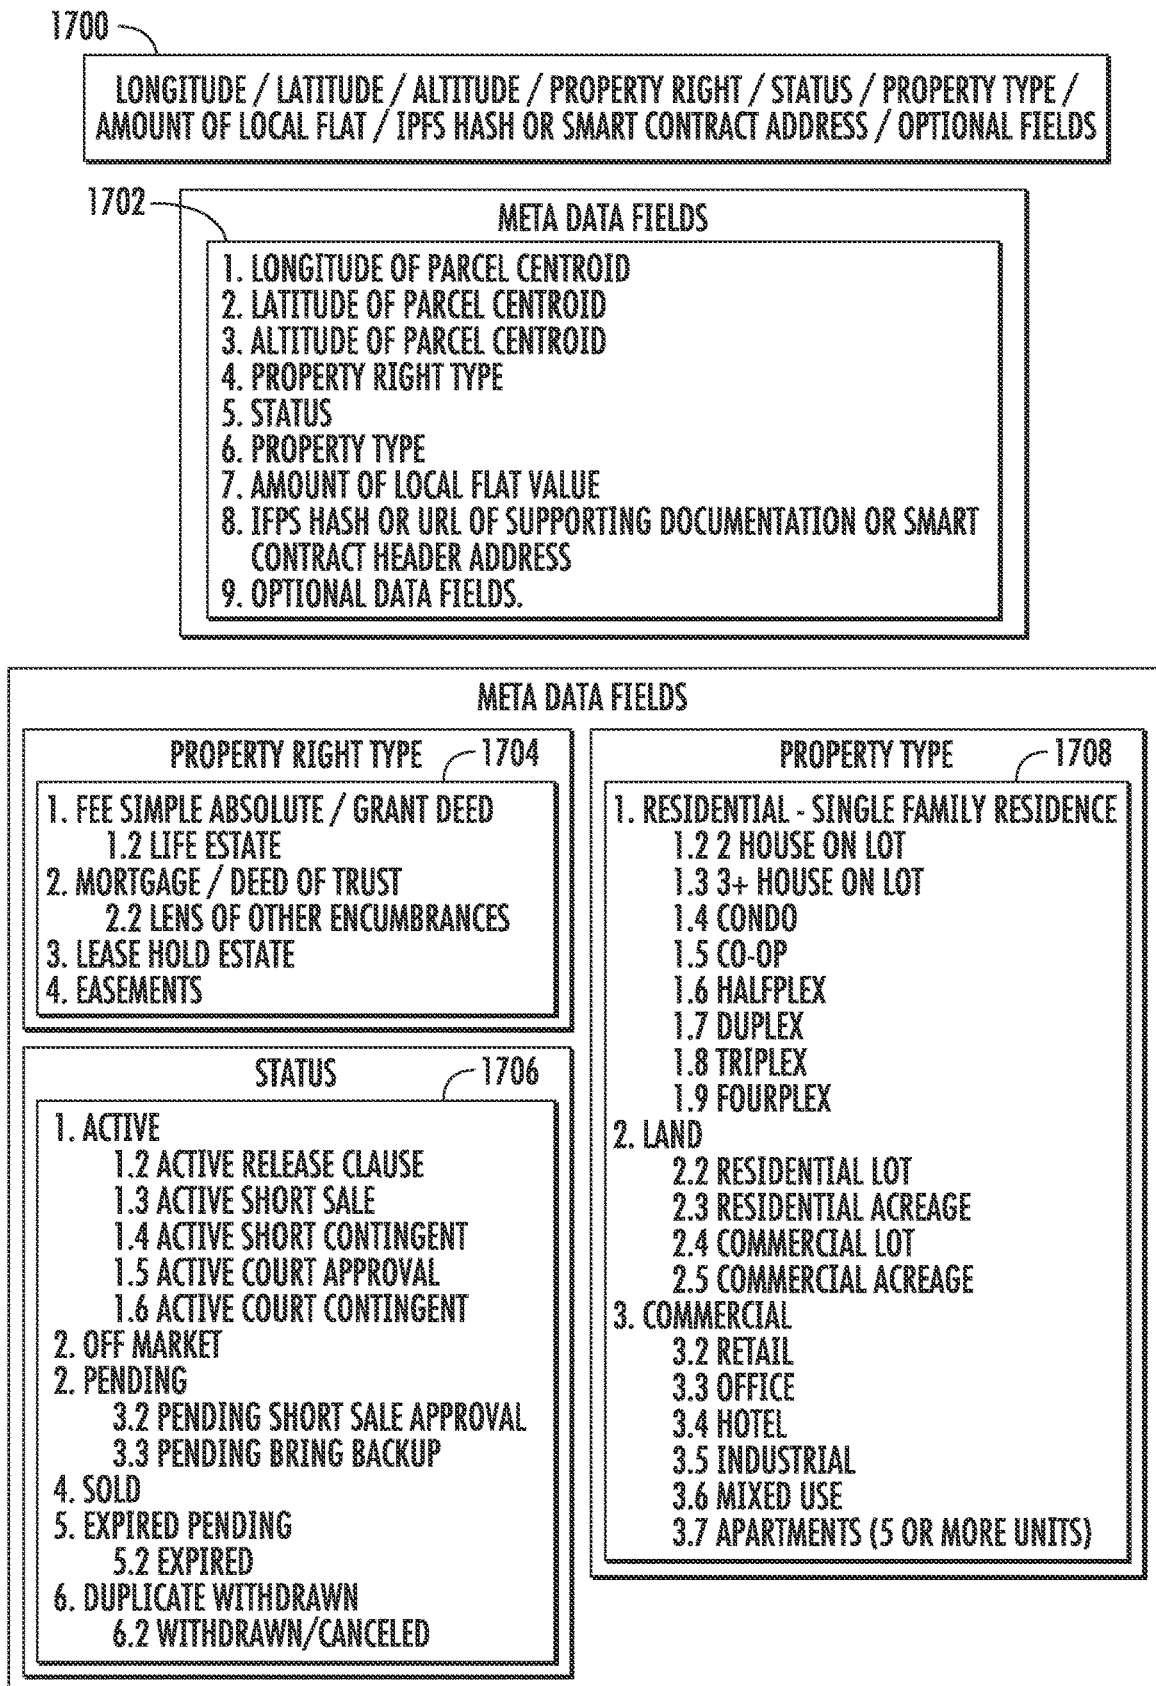 1700
LONGITUDE / LATITUDE / ALTITUDE / PROPERTY RIGHT / STATUS / PROPERTY TYPE /
AMOUNT OF LOCAL FLAT / IPFS HASH OR SMART CONTRACT ADDRESS / OPTIONAL FIELDS
1702
META DATA FIELDS
1. LONGITUDE OF PARCEL CENTROID
2. LATITUDE OF PARCEL CENTROID
3. ALTITUDE OF PARCEL CENTROID
4. PROPERTY RIGHT TYPE
5. STATUS
6. PROPERTY TYPE
7. AMOUNT OF LOCAL FLAT VALUE
8. IFPS HASH OR URL OF SUPPORTING DOCUMENTATION OR SMART
CONTRACT HEADER ADDRESS
9. OPTIONAL DATA FIELDS.
META DATA FIELDS
PROPERTY RIGHT TYPE
1704
1. FEE SIMPLE ABSOLUTE / GRANT DEED
1.2 LIFE ESTATE
2. MORTGAGE / DEED OF TRUST
2.2 LENS OF OTHER ENCUMBRANCES
3. LEASE HOLD ESTATE
4. EASEMENTS
STATUS
1706
1. ACTIVE
1.2 ACTIVE RELEASE CLAUSE
1.3 ACTIVE SHORT SALE
1.4 ACTIVE SHORT CONTINGENT
1.5 ACTIVE COURT APPROVAL
1.6 ACTIVE COURT CONTINGENT
2. OFF MARKET
2. PENDING
3.2 PENDING SHORT SALE APPROVAL
3.3 PENDING BRING BACKUP
4. SOLD
5. EXPIRED PENDING
5.2 EXPIRED
6. DUPLICATE WITHDRAWN
6.2 WITHDRAWN/CANCELED
PROPERTY TYPE
1708
1. RESIDENTIAL - SINGLE FAMILY RESIDENCE
1.2 2 HOUSE ON LOT
1.3 3+ HOUSE ON LOT
1.4 CONDO
1.5 CO-OP
1.6 HALFPLEX
1.7 DUPLEX
1.8 TRIPLEX
1.9 FOURPLEX
2. LAND
2.2 RESIDENTIAL LOT
2.3 RESIDENTIAL ACREAGE
2.4 COMMERCIAL LOT
2.5 COMMERCIAL ACREAGE
3. COMMERCIAL
3.2 RETAIL
3.3 OFFICE
3.4 HOTEL
3.5 INDUSTRIAL
3.6 MIXED USE
3.7 APARTMENTS (5 OR MORE UNITS)